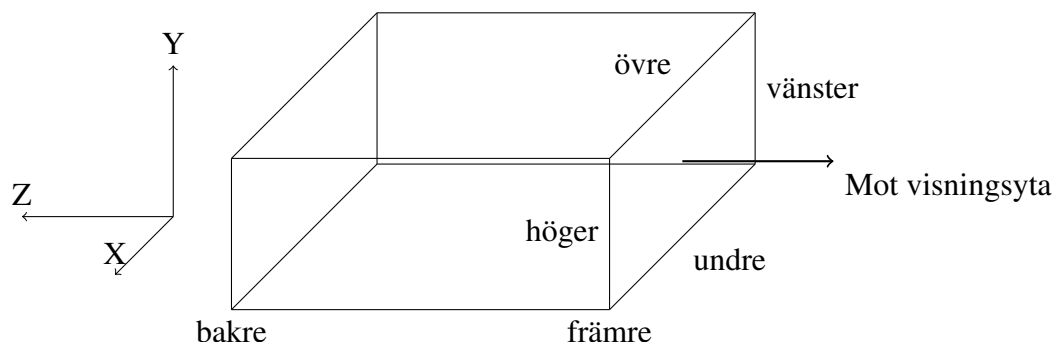 Y
övre
vänster
Z
Mot visningsyta
X
höger
undre
bakre
främre